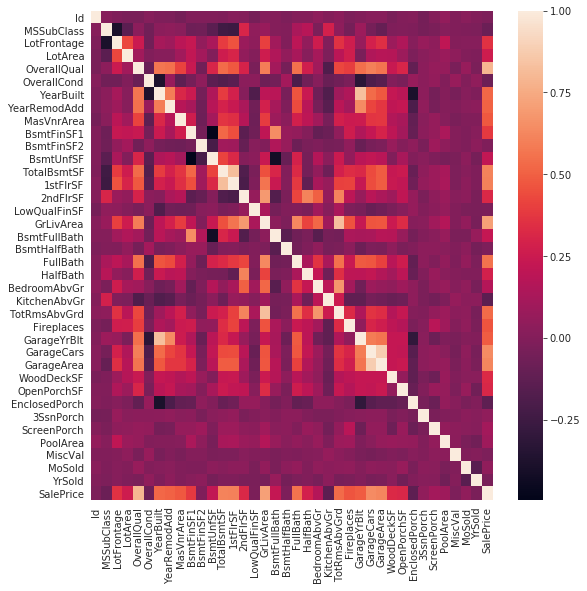 Id
MSSubClass
LotFrontage
LotArea
OverallQual
OverallCond
YearBuilt
YearRemodAdd
MasVnrArea
BsmtFinSF1
BsmtFinSF2
BsmtUnfSF
TotalBsmtSF
1stFlrSF
2ndFlrSF
LowQualFinSF
GrLivArea
BsmtFullBath
BsmtHalfBath
FullBath
HalfBath
BedroomAbvGr
KitchenAbvGr
TotRmsAbvGrd
Fireplaces
GarageYrBlt
GarageCars
GarageArea
WoodDeckSF
OpenPorchSF
EnclosedPorch
3SsnPorch
ScreenPorch
PoolArea
MiscVal
MoSold
YrSold
SalePrice
Id
MSSubClass
LotFrontage
LotArea
OverallQual
OverallCond
YearBuilt
YearRemodAdd
MasVnrArea
BsmtFinSF1
BsmtFinSF2
BsmtUnfSF
TotalBsmtSF
1stFlrSF
2ndFlrSF
LowQualFinSF
GrLivArea
BsmtFullBath
BsmtHalfBath
FullBath
HalfBath
BedroomAbvGr
KitchenAbvGr
TotRmsAbvGrd
Fireplaces
GarageYrBlt
GarageCars
GarageArea
WoodDeckSF
OpenPorchSF
EnclosedPorch
3SsnPorch
ScreenPorch
PoolArea
MiscVal
MoSold
YrSold
SalePrice
1.00
0.75
0.50
0.25
0.00
−0.25